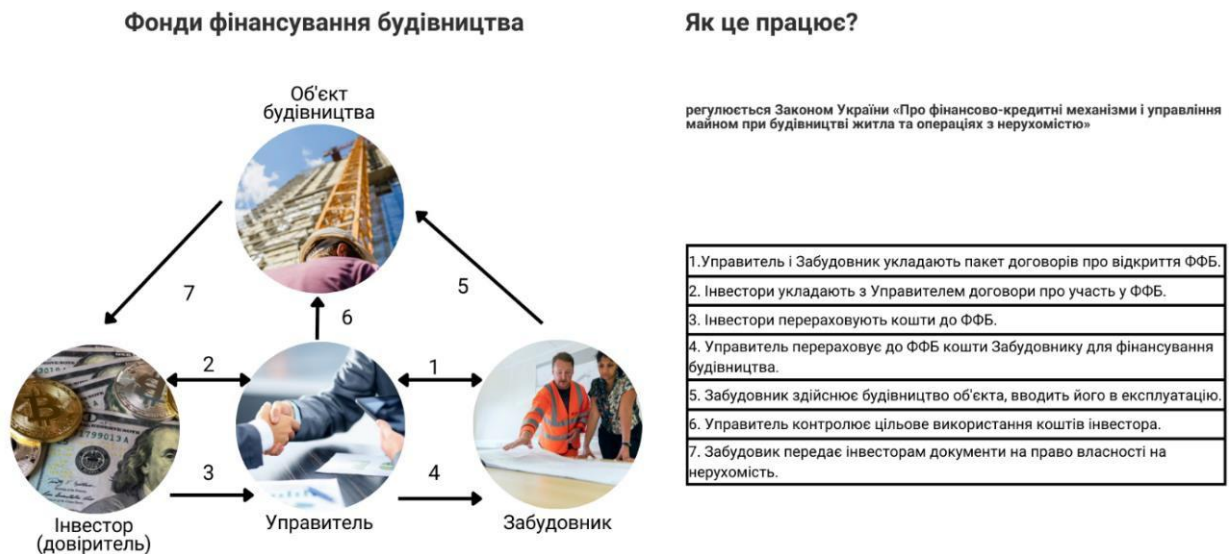 Фонди фінансування будівництва
Об'єкт
будівництва
7
5
6
2
1
3
4
Інвестор
(довіритель)
Управитель
Забудовник
Як це працює?
регулюється Законом України «Про фінансово-кредитні механізми і управління
майном при будівництві житла та операціях з нерухомістю»
1.Управитель і Забудовник укладають пакет договорів про відкриття ФФБ.
2. Інвестори укладають з Управителем договори про участь у ФФБ.
3. Інвестори перераховують кошти до ФФБ.
4. Управитель перераховує до ФФБ кошти Забудовнику для фінансування
будівництва.
5. Забудовник здійснює будівництво об'єкта, вводить його в експлуатацію.
6. Управитель контролює цільове використання коштів інвестора.
7. Забудовик передає інвесторам документи на право власності на
нерухомість.